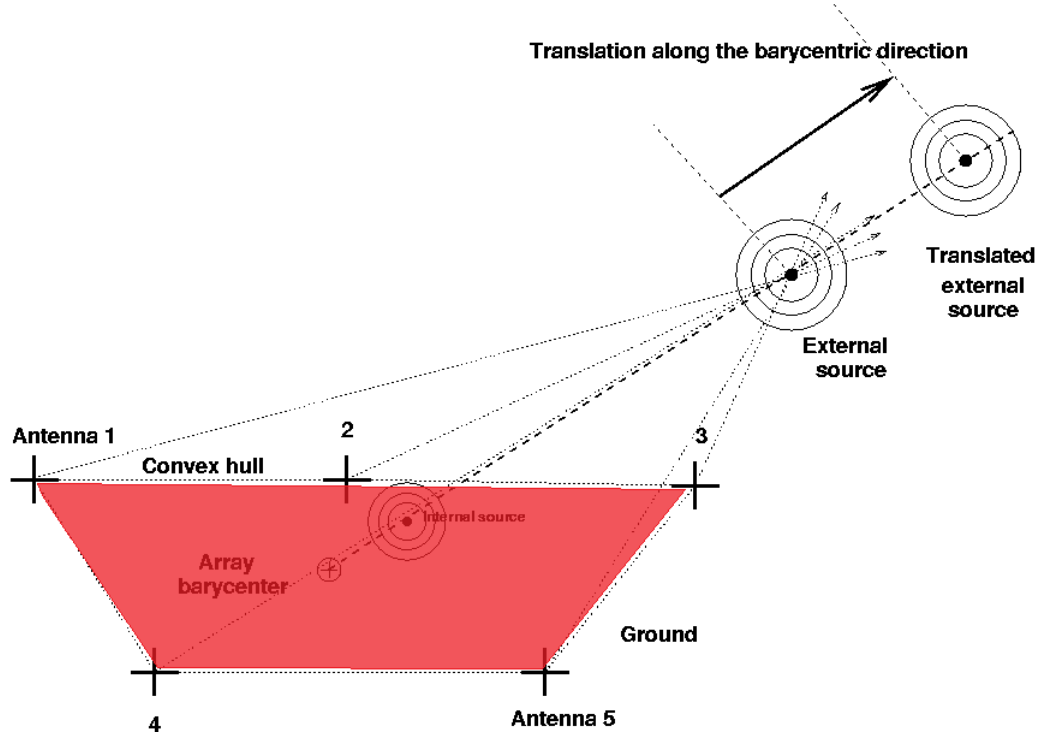 Translation along the barycentric direction
Translated
external
source
External
source
Antenna 1
2
3
Convex hull
Internal source
Array
barycenter
Ground
4
Antenna 5